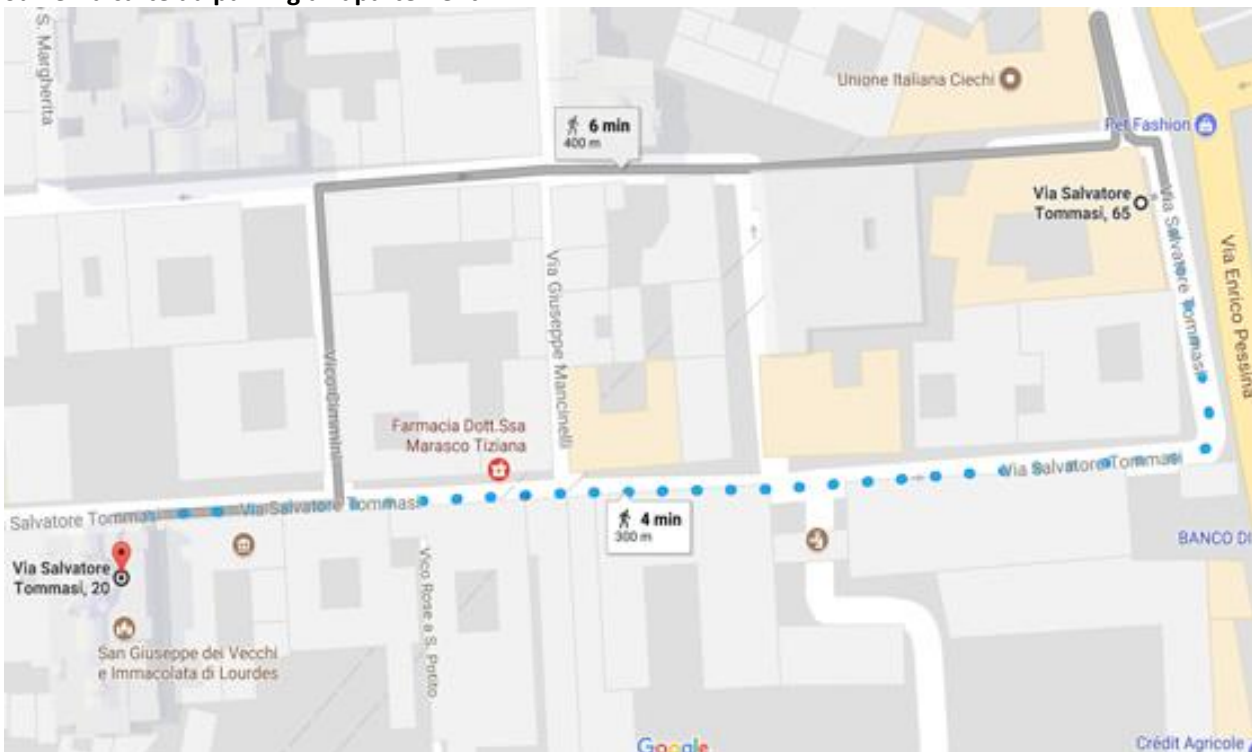 S. Margherita
Unione Italiana Ciechi
6 min
400 m
Pet Fashion
Via Salvatore
Tommasi, 65
Via Salvatore Tommasi
Via Enrico Pessina
Via Giuseppe Mancinelli
Vico Cimmini
Farmacia Dott.Ssa
Marasco Tiziana
Via Salvatore Tommasi
Salvatore Tommasi
Via Salvatore Tommasi
4 min
300 m
BANCO DI
Via Salvatore
Tommasi, 20
Vico Rose a S. Potito
San Giuseppe dei Vecchi
e Immacolata di Lourdes
Google
Crédit Agricole